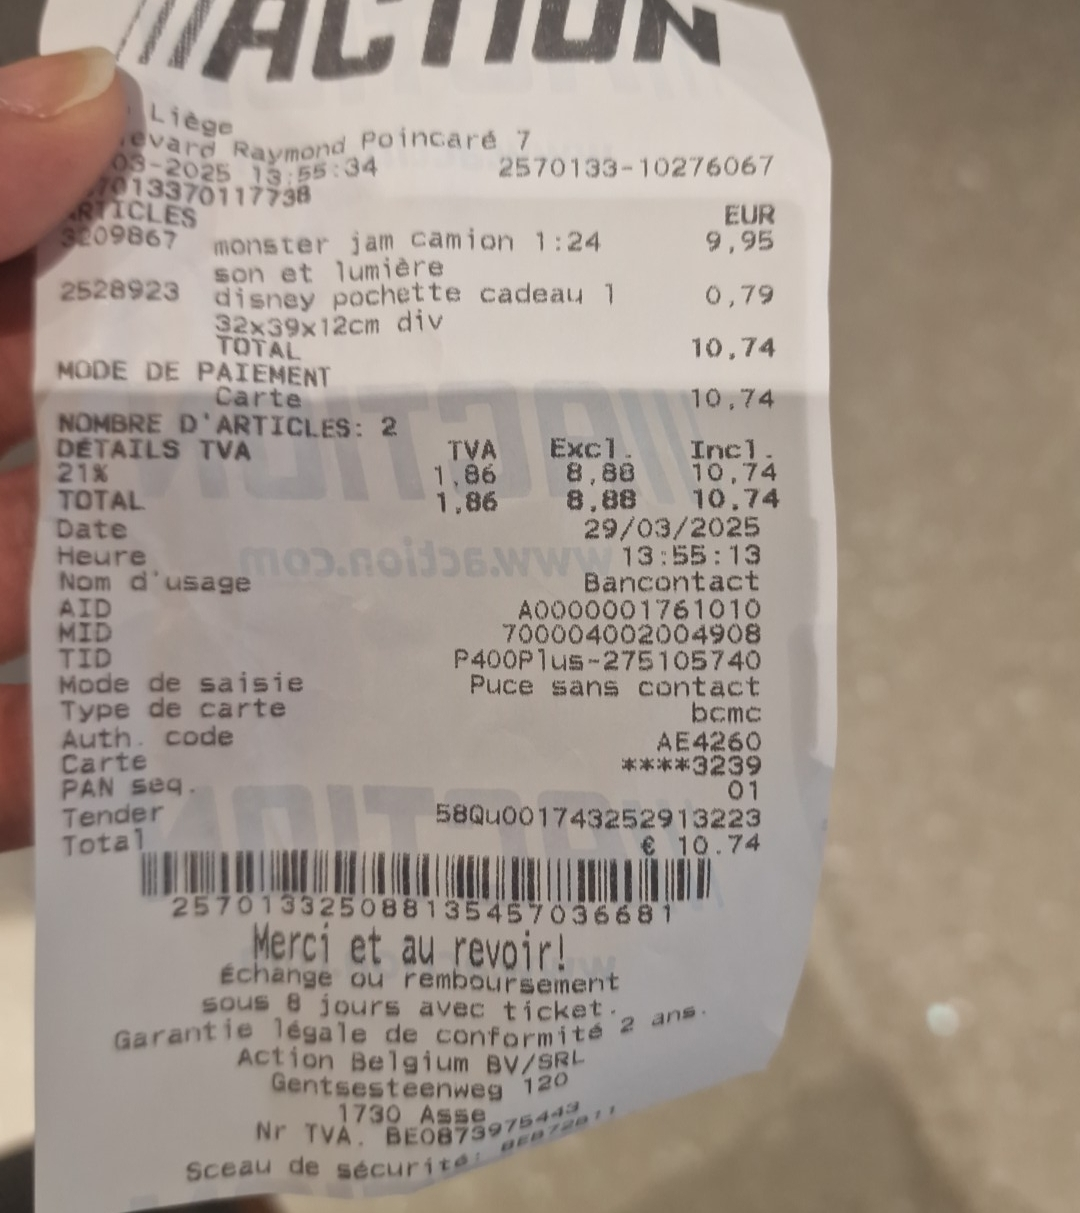 ACTION
Liège
evard Raymond Poincaré 7
03-2025 13:55:34 2570133-10276067
7013370117738
ARTICLES EUR
3209867 monster jam camion 1:24 9,95
son et lumière
2528923 disney pochette cadeau 1 0,79
32x39x12cm div
TOTAL 10,74
MODE DE PAIEMENT
Carte 10,74
NOMBRE D'ARTICLES: 2
DÉTAILS TVA TVA Excl. Incl.
21% 1,86 8,88 10,74
TOTAL 1,86 8,88 10,74
Date 29/03/2025
Heure 13:55:13
Nom d'usage Bancontact
AID A0000001761010
MID 700004002004908
TID P400Plus-275105740
Mode de saisie Puce sans contact
Type de carte bcmc
Auth. code AE4260
Carte ****3239
PAN seq. 01
Tender 58Qu001743252913223
Total € 10.74
257013325088135457036681
Merci et au revoir!
Échange ou remboursement
sous 8 jours avec ticket.
Garantie légale de conformité 2 ans.
Action Belgium BV/SRL
Gentsesteenweg 120
1730 Asse
Nr TVA. BE0873975443
Sceau de sécurité: